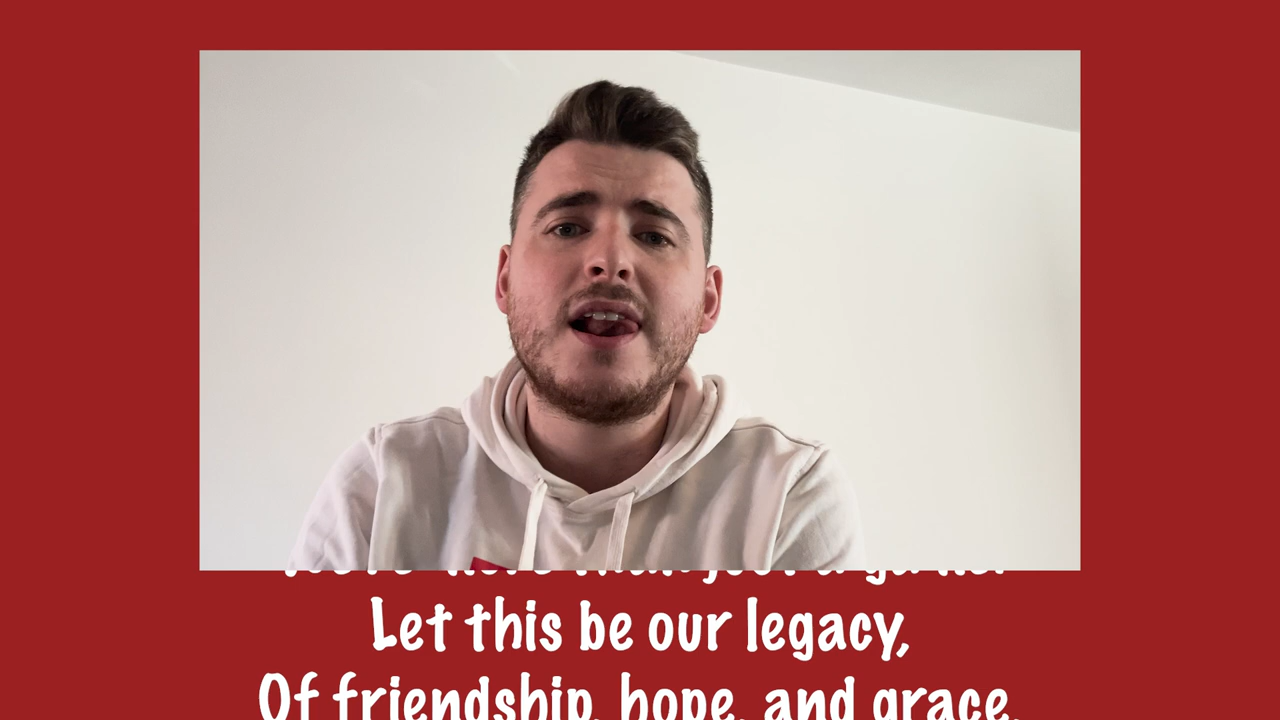 Let this be our legacy,
Of friendship, hope, and grace.